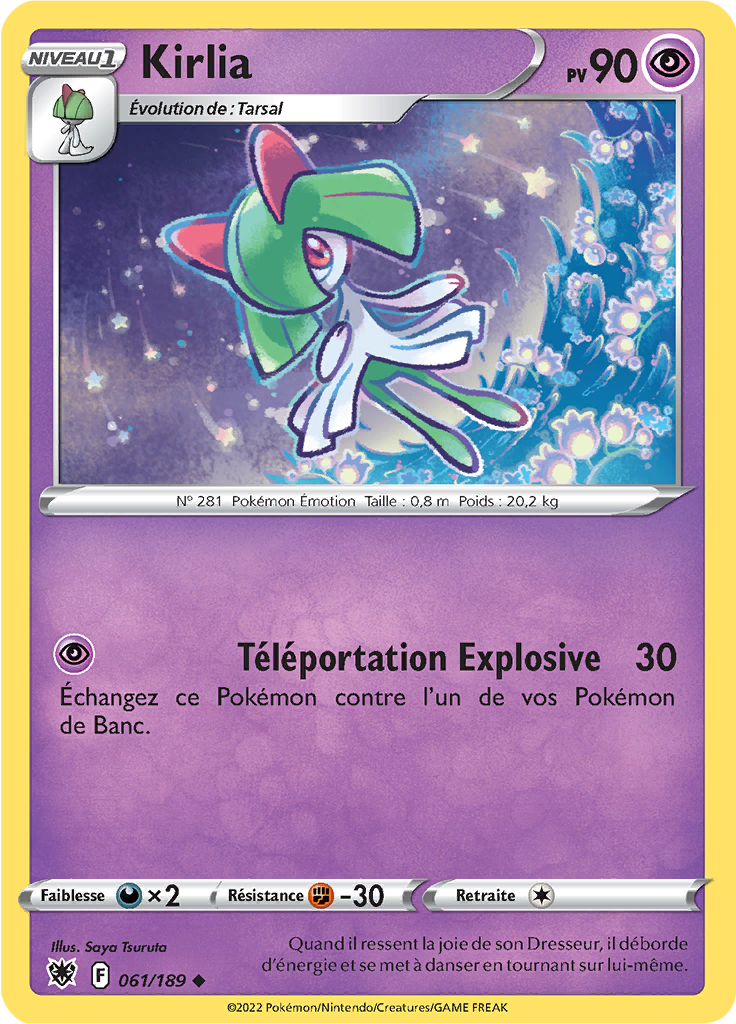 NIVEAU 1
Kirlia
PV 90
Évolution de : Tarsal
N° 281 Pokémon Émotion Taille : 0,8 m Poids : 20,2 kg
Téléportation Explosive 30
Échangez ce Pokémon contre l'un de vos Pokémon
de Banc.
Faiblesse ×2 Résistance -30 Retraite
Illus. Saya Tsuruta
Quand il ressent la joie de son Dresseur, il déborde
d'énergie et se met à danser en tournant sur lui-même.
F 061/189
©2022 Pokémon/Nintendo/Creatures/GAME FREAK